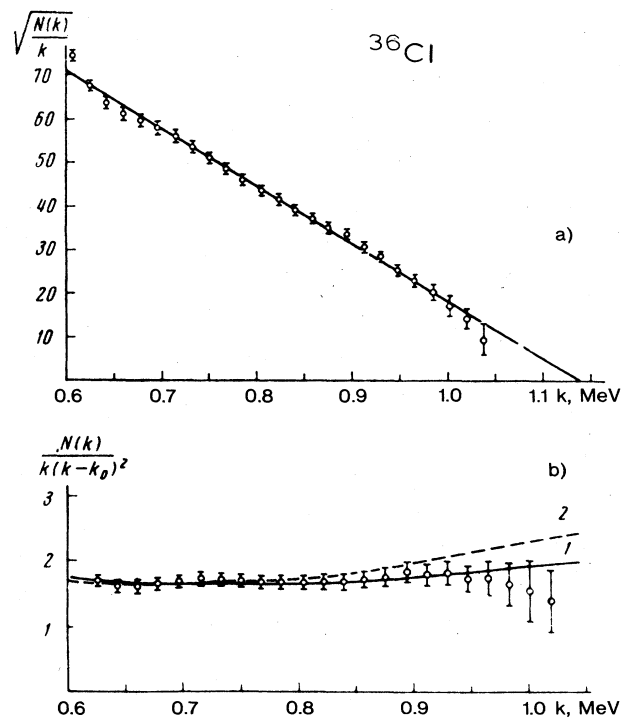 √N(k)/k
³⁶Cl
70
60
50
40
30
20
10
a)
0.6 0.7 0.8 0.9 1.0 1.1 k, MeV
N(k)/k(k−k₀)²
b)
3
2
1
2
1
0.6 0.7 0.8 0.9 1.0 k, MeV